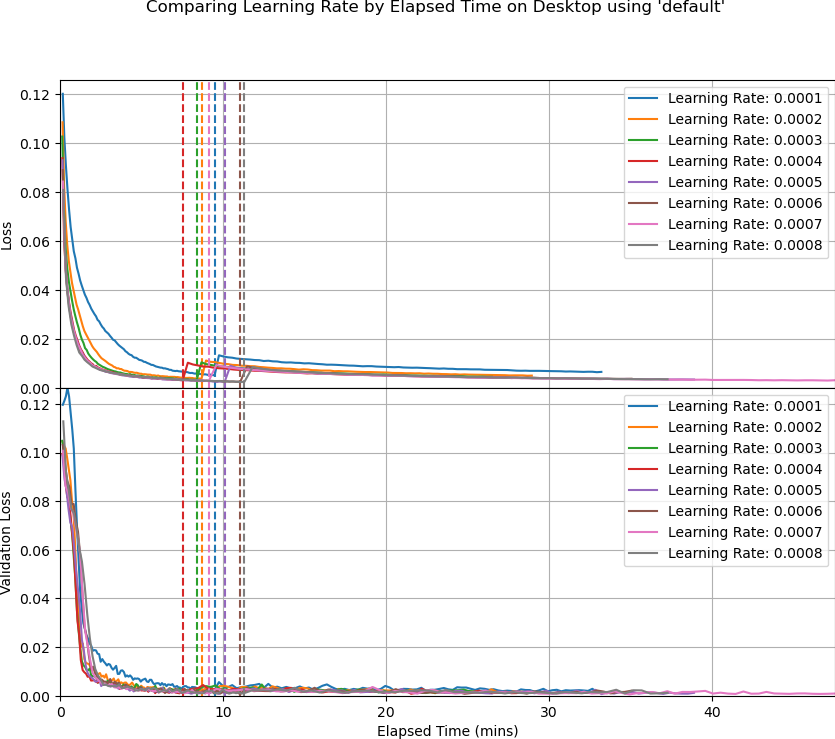 Comparing Learning Rate by Elapsed Time on Desktop using 'default'
0.12
0.10
0.08
0.06
0.04
0.02
0.00
Loss
Learning Rate: 0.0001
Learning Rate: 0.0002
Learning Rate: 0.0003
Learning Rate: 0.0004
Learning Rate: 0.0005
Learning Rate: 0.0006
Learning Rate: 0.0007
Learning Rate: 0.0008
0.12
0.10
0.08
0.06
0.04
0.02
0.00
Validation Loss
Learning Rate: 0.0001
Learning Rate: 0.0002
Learning Rate: 0.0003
Learning Rate: 0.0004
Learning Rate: 0.0005
Learning Rate: 0.0006
Learning Rate: 0.0007
Learning Rate: 0.0008
0 10 20 30 40
Elapsed Time (mins)